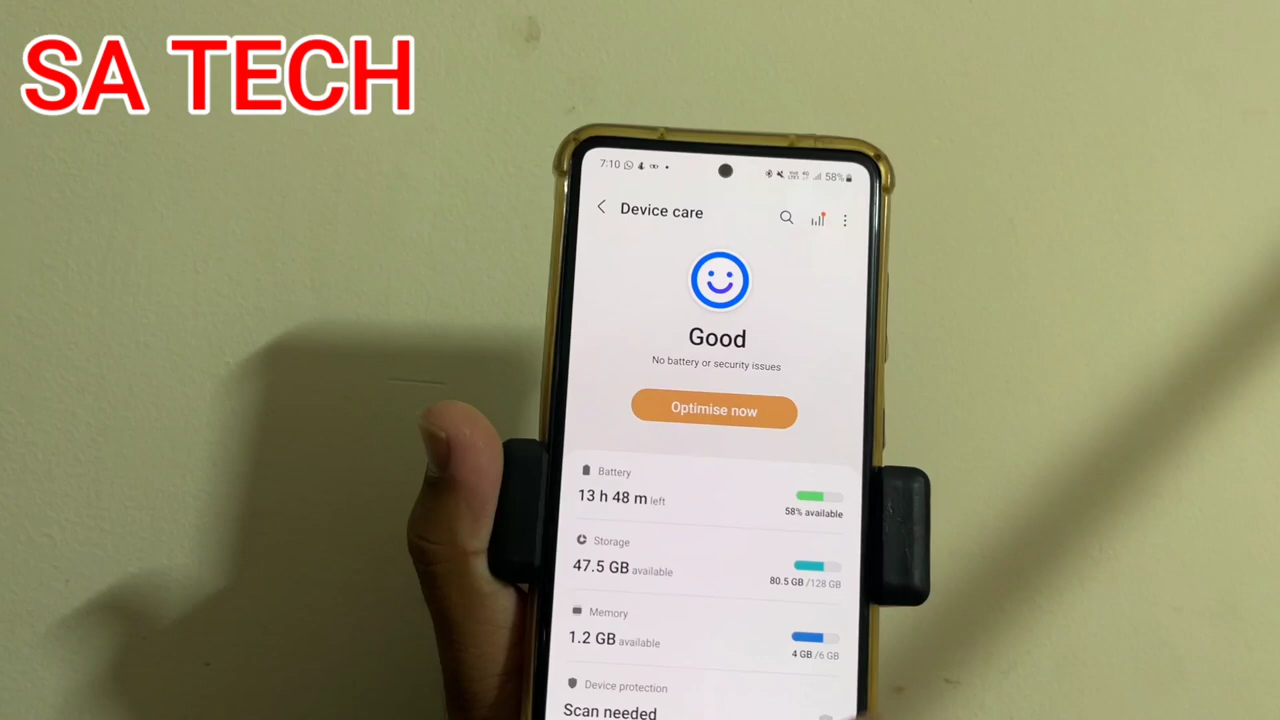 SA TECH
7:10 58%
Device care
Good
No battery or security issues
Optimise now
Battery
13 h 48 m left
58% available
Storage
47.5 GB available
80.5 GB /128 GB
Memory
1.2 GB available
4 GB /6 GB
Device protection
Scan needed